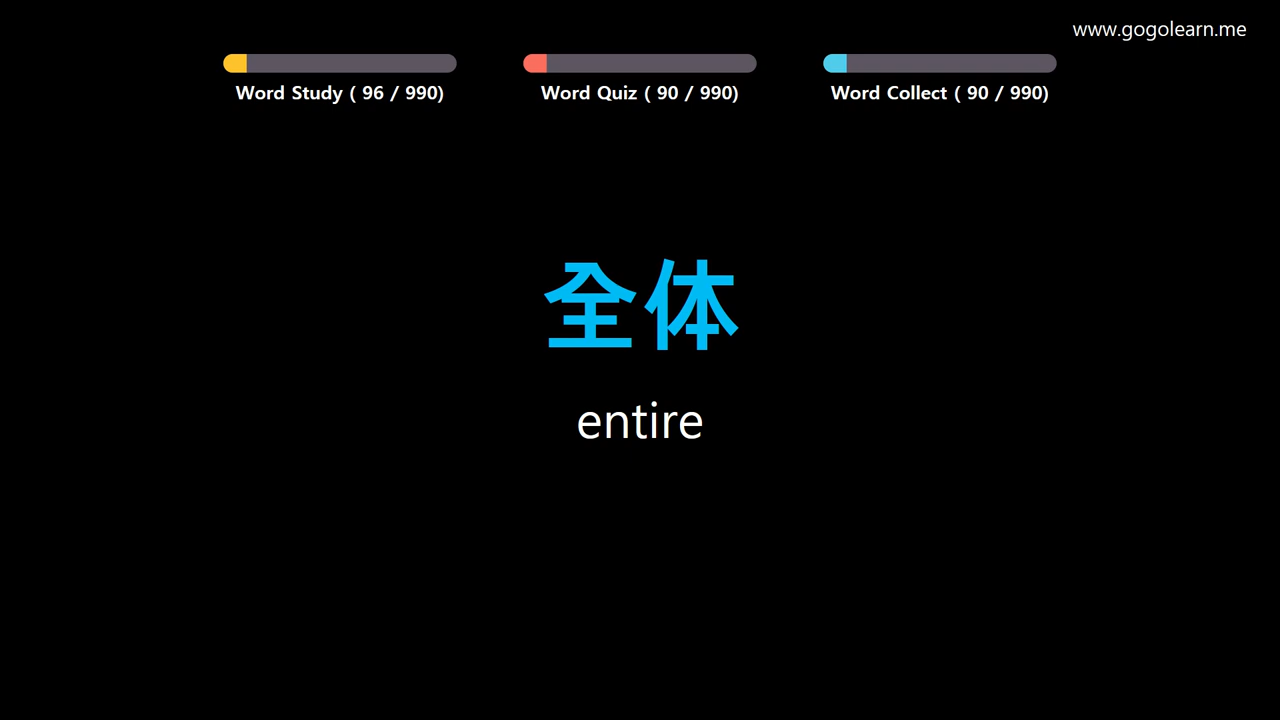 www.gogolearn.me
Word Study ( 96 / 990)
Word Quiz ( 90 / 990)
Word Collect ( 90 / 990)
全体
entire